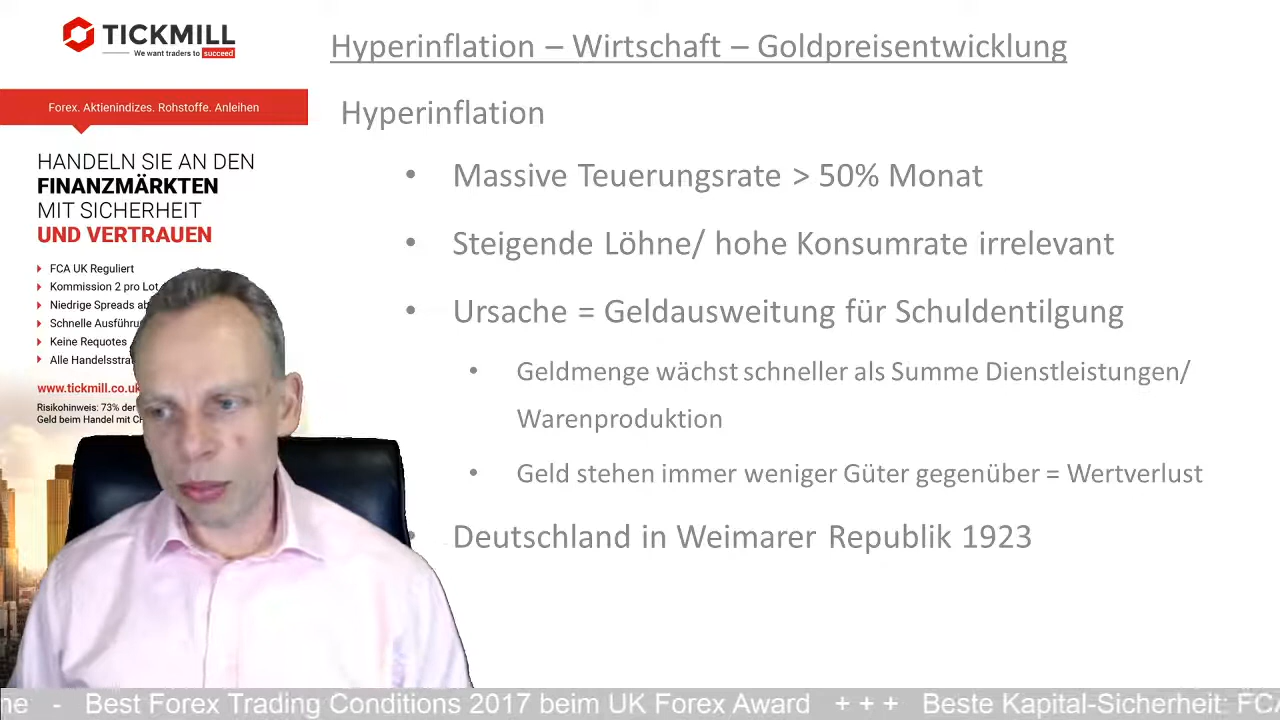 TICKMILL
We want traders to succeed
Hyperinflation – Wirtschaft – Goldpreisentwicklung
Forex. Aktienindizes. Rohstoffe. Anleihen
HANDELN SIE AN DEN
FINANZMÄRKTEN
MIT SICHERHEIT
UND VERTRAUEN
FCA UK Reguliert
Kommission 2 pro Lot
Niedrige Spreads
Schnelle
Keine Requotes
Alle
www.tickmill.co.uk
Risikohinweis: 73% der
Geld beim Handel mit
Hyperinflation
• Massive Teuerungsrate > 50% Monat
• Steigende Löhne/ hohe Konsumrate irrelevant
• Ursache = Geldausweitung für Schuldentilgung
• Geldmenge wächst schneller als Summe Dienstleistungen/
Warenproduktion
• Geld stehen immer weniger Güter gegenüber = Wertverlust
• Deutschland in Weimarer Republik 1923
- Best Forex Trading Conditions 2017 beim UK Forex Award + + + Beste Kapital-Sicherheit